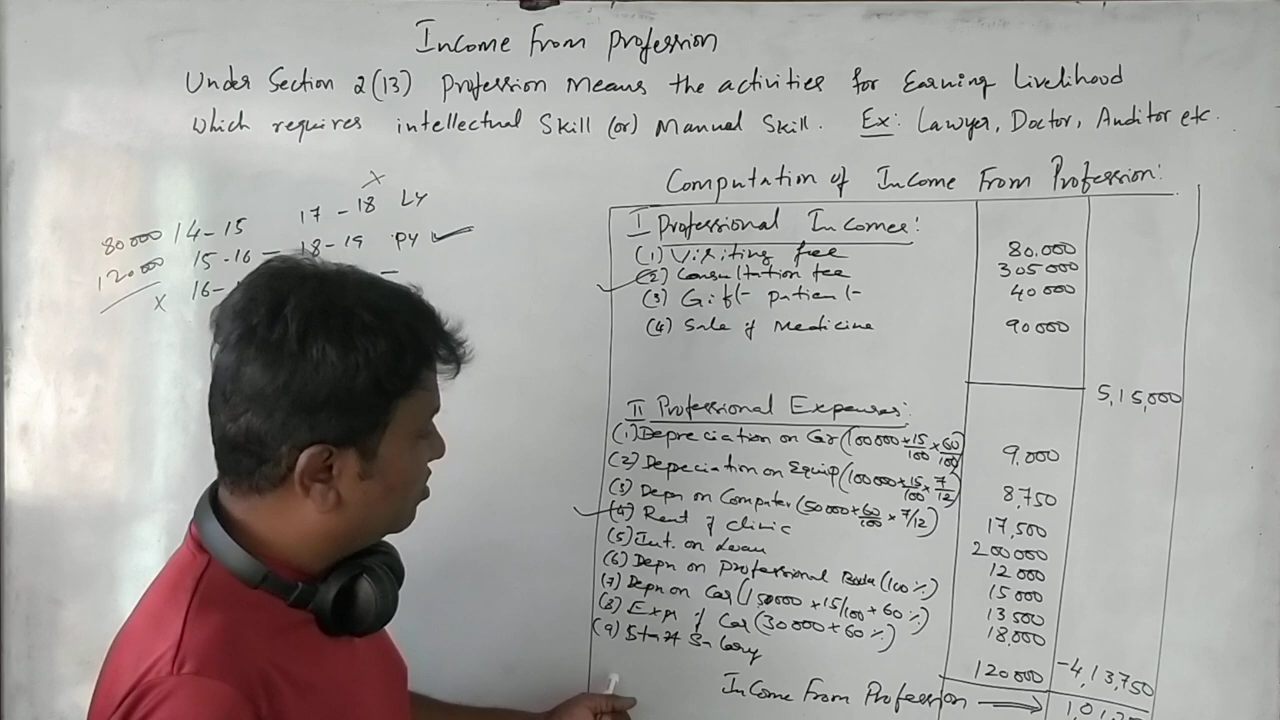 Income From Profession
Under Section 2(13) Profession Means the activities for Earning Livelihood
Which requires intellectual Skill (or) Manual Skill. Ex: Lawyer, Doctor, Auditor etc.
X
80000 14-15 17-18 LY
120000 15-16 - 18-19 PY ✓
X 16- -
Computation of Income From Profession:
I Professional Incomes:
(1) Visiting fee 80,000
(2) Consultation fee 305000
(3) Gift - patient - 40000
(4) Sale of Medicine 90000
5,15,000
II Professional Expenses:
(1) Depreciation on Car (100000 × 15/100 × 60/100) 9,000
(2) Depeciation on Equip (100000 × 15/100 × 7/12) 8,750
(3) Depn on Computer (50000 × 60/100 × 7/12) 17,500
(4) Rent of clinic 200000
(5) Int. on Loan 12000
(6) Depn on Professional Books (100%) 15000
(7) Depn on Car (150000 × 15/100 × 60%) 13500
(8) Exps of Car (30000 × 60%) 18,000
(9) Staff Salary 120000 -4,13,750
Income From Profession →